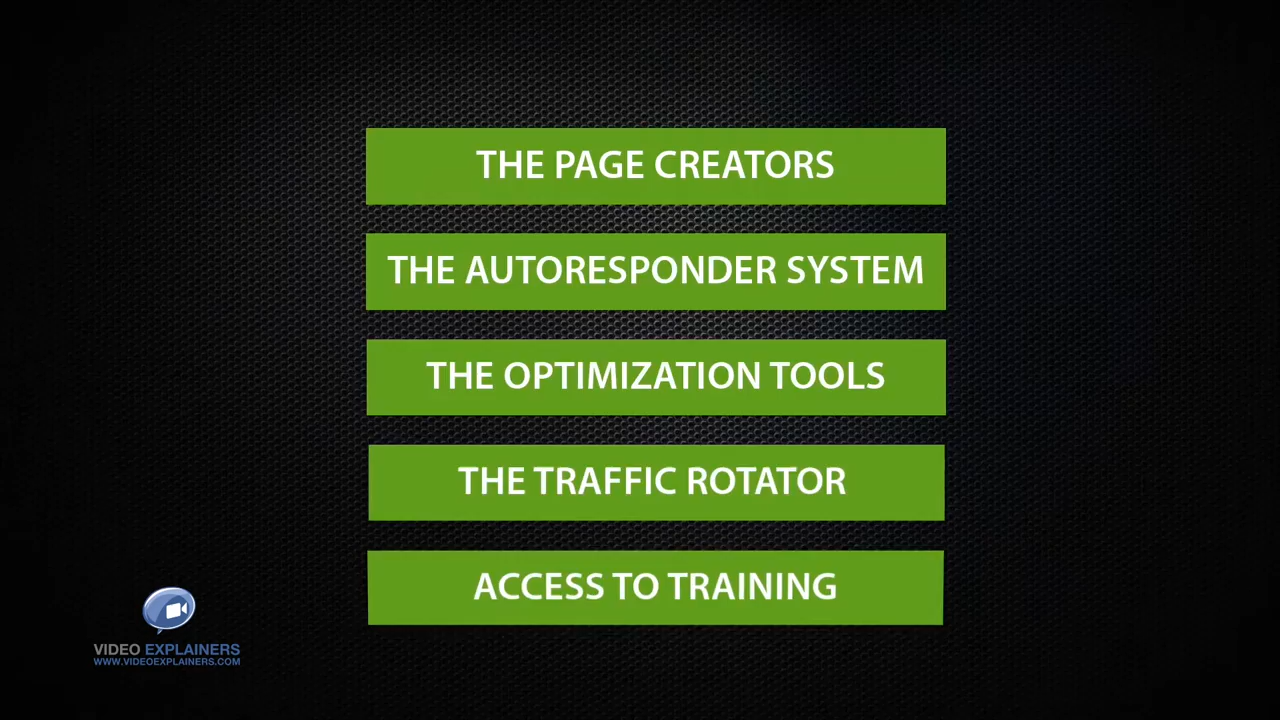 THE PAGE CREATORS
THE AUTORESPONDER SYSTEM
THE OPTIMIZATION TOOLS
THE TRAFFIC ROTATOR
ACCESS TO TRAINING
VIDEO EXPLAINERS
WWW.VIDEOEXPLAINERS.COM